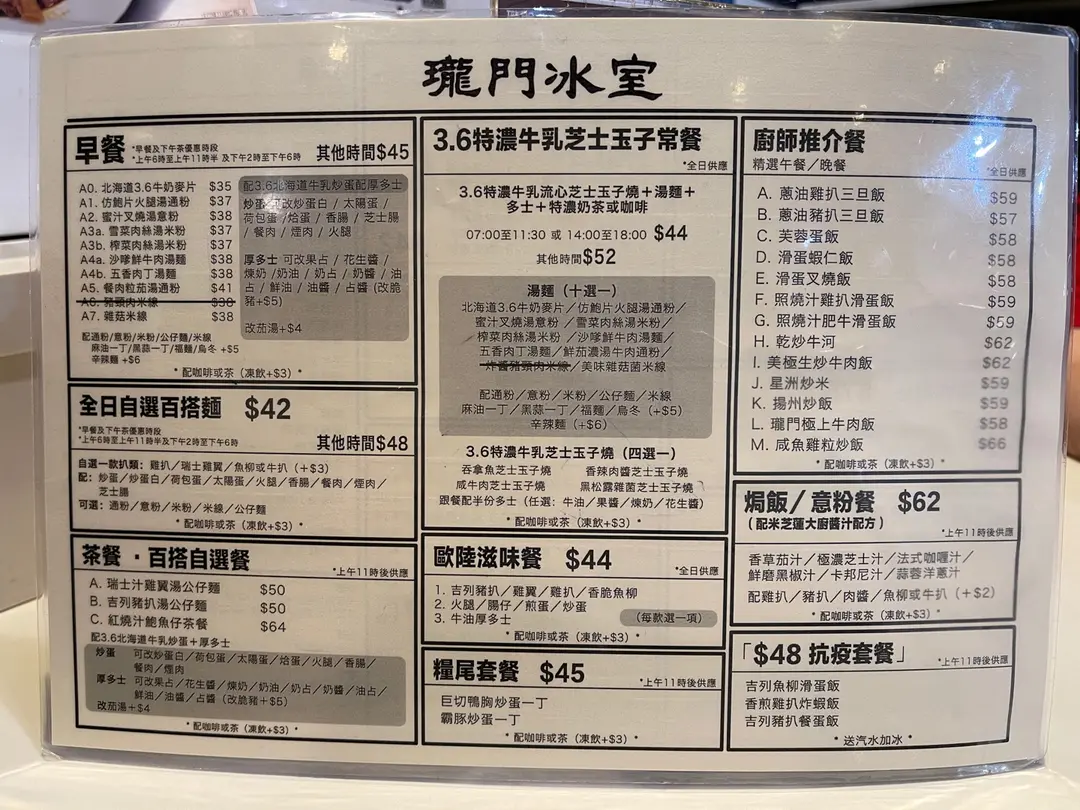 瓏門冰室
早餐 *早餐及下午茶優惠時段 *上午6時至上午11時半 及下午2時至下午6時 其他時間$45
A0. 北海道3.6牛奶麥片 $35
A1. 仿鮑片火腿湯通粉 $37
A2. 蜜汁叉燒湯意粉 $38
A3a. 雪菜肉絲湯米粉 $37
A3b. 榨菜肉絲湯米粉 $37
A4a. 沙嗲鮮牛肉湯麵 $38
A4b. 五香肉丁湯麵 $38
A5. 餐肉粒茄湯通粉 $41
A6. 豬頸肉米線 $38
A7. 雜菇米線 $38
配通粉/意粉/米粉/公仔麵/米線
麻油一丁/黑蒜一丁/福麵/烏冬 +$5
辛辣麵 +$6
配3.6北海道牛乳炒蛋配厚多士
炒蛋 可改炒蛋白 / 太陽蛋 /
荷包蛋 /烚蛋 / 香腸 / 芝士腸
/ 餐肉 / 煙肉 / 火腿
厚多士 可改果占 / 花生醬 /
煉奶 /奶油 / 奶占 / 奶醬 / 油
占 / 鮮油 / 油醬 / 占醬（改脆
豬+$5)
改茄湯+$4
* 配咖啡或茶（凍飲+$3） *
全日自選百搭麵 $42
*早餐及下午茶優惠時段
*上午6時至上午11時半及下午2時至下午6時 其他時間$48
自選一款扒類：雞扒／瑞士雞翼／魚柳或牛扒（＋$3）
配：炒蛋／炒蛋白／荷包蛋／太陽蛋／火腿／香腸／餐肉／煙肉／
芝士腸
可選：通粉／意粉／米粉／米線／公仔麵
* 配咖啡或茶（凍飲+$3） *
茶餐 · 百搭自選餐 *上午11時後供應
A. 瑞士汁雞翼湯公仔麵 $50
B. 吉列豬扒湯公仔麵 $50
C. 紅燒汁鮑魚仔茶餐 $64
配3.6北海道牛乳炒蛋＋厚多士
炒蛋 可改炒蛋白／荷包蛋／太陽蛋／烚蛋／火腿／香腸／
餐肉／煙肉
厚多士 可改果占／花生醬／煉奶／奶油／奶占／奶醬／油占／
鮮油／油醬／占醬（改脆豬＋$5）
改茄湯+$4
* 配咖啡或茶（凍飲+$3） *
3.6特濃牛乳芝士玉子常餐
*全日供應
3.6特濃牛乳流心芝士玉子燒＋湯麵＋
多士＋特濃奶茶或咖啡
07:00至11:30 或 14:00至18:00 $44
其他時間$52
湯麵（十選一）
北海道3.6牛奶麥片／仿鮑片火腿湯通粉／
蜜汁叉燒湯意粉 ／雪菜肉絲湯米粉／
榨菜肉絲湯米粉／沙嗲鮮牛肉湯麵／
五香肉丁湯麵／鮮茄濃湯牛肉通粉／
炸醬豬頸肉米線／美味雜菇菌米線
配通粉／意粉／米粉／公仔麵／米線
麻油一丁／黑蒜一丁／福麵／烏冬（+$5）
辛辣麵（+$6）
3.6特濃牛乳芝士玉子燒（四選一）
吞拿魚芝士玉子燒 香辣肉醬芝士玉子燒
咸牛肉芝士玉子燒 黑松露雜菌芝士玉子燒
跟餐配半份多士（任選：牛油／果醬／煉奶／花生醬）
* 配咖啡或茶（凍飲+$3） *
歐陸滋味餐 $44 *全日供應
1. 吉列豬扒／雞翼／雞扒／香脆魚柳
2. 火腿／腸仔／煎蛋／炒蛋
3. 牛油厚多士 （每款選一項）
* 配咖啡或茶（凍飲+$3） *
糧尾套餐 $45 *上午11時後供應
巨切鴨胸炒蛋一丁
霸豚炒蛋一丁
* 配咖啡或茶（凍飲+$3） *
廚師推介餐
精選午餐／晚餐 *全日供應
A. 蔥油雞扒三旦飯 $59
B. 蔥油豬扒三旦飯 $57
C. 芙蓉蛋飯 $58
D. 滑蛋蝦仁飯 $58
E. 滑蛋叉燒飯 $58
F. 照燒汁雞扒滑蛋飯 $59
G. 照燒汁肥牛滑蛋飯 $59
H. 乾炒牛河 $62
I. 美極生炒牛肉飯 $62
J. 星洲炒米 $59
K. 揚州炒飯 $59
L. 瓏門極上牛肉飯 $58
M. 咸魚雞粒炒飯 $66
* 配咖啡或茶（凍飲+$3） *
焗飯／意粉餐 $62
（配米芝蓮大廚醬汁配方） *上午11時後供應
香草茄汁／極濃芝士汁／法式咖喱汁／
鮮磨黑椒汁／卡邦尼汁／蒜蓉洋蔥汁
配雞扒／豬扒／肉醬／魚柳或牛扒（＋$2）
* 配咖啡或茶（凍飲+$3） *
「$48 抗疫套餐」 *上午11時後供應
吉列魚柳滑蛋飯
香煎雞扒炸蝦飯
吉列豬扒餐蛋飯
* 送汽水加冰 *